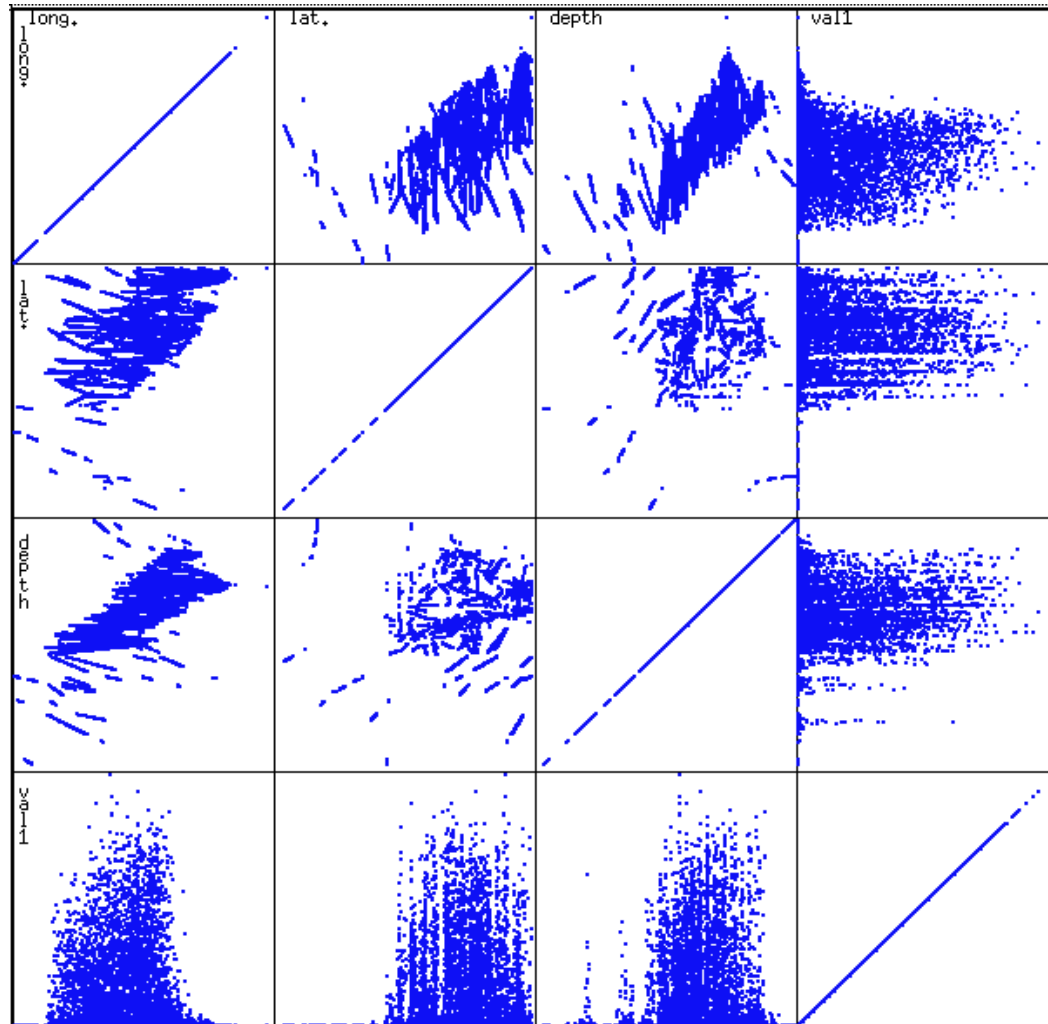 long. lat. depth val1
long.
lat.
depth
val1